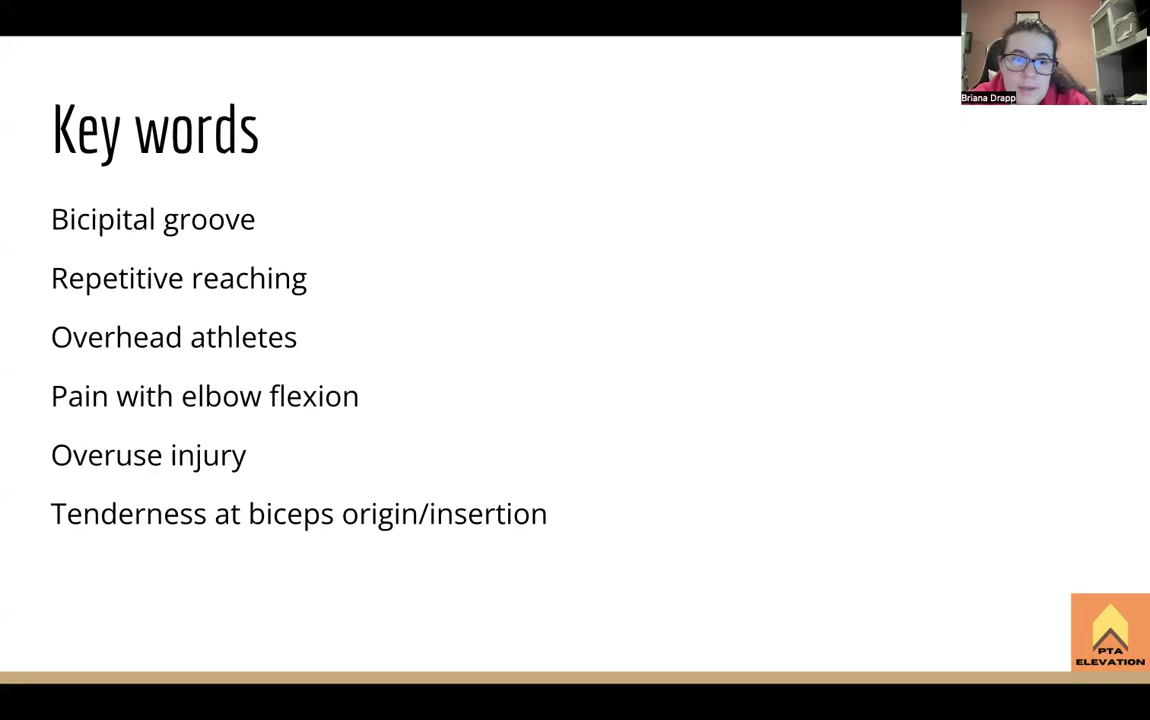 Briana Drapp
Key words
Bicipital groove
Repetitive reaching
Overhead athletes
Pain with elbow flexion
Overuse injury
Tenderness at biceps origin/insertion
PTA
ELEVATION